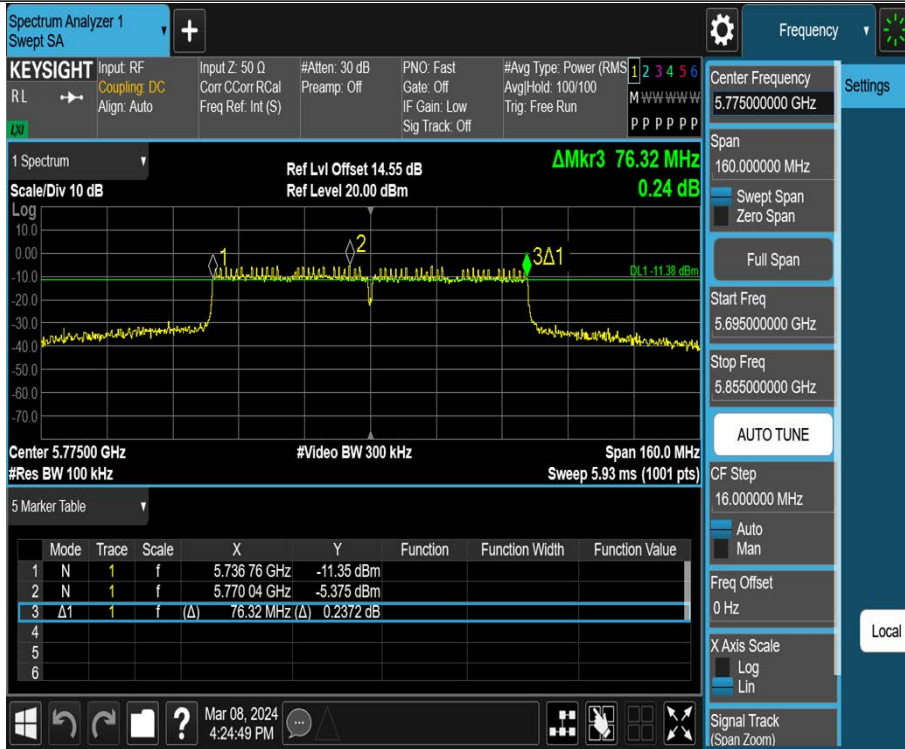 Spectrum Analyzer 1
Swept SA
+
Frequency
KEYSIGHT
RL
LXI
Input: RF
Coupling: DC
Align: Auto
Input Z: 50 Ω
Corr CCorr RCal
Freq Ref: Int (S)
#Atten: 30 dB
Preamp: Off
PNO: Fast
Gate: Off
IF Gain: Low
Sig Track: Off
#Avg Type: Power (RMS
Avg|Hold: 100/100
Trig: Free Run
1 2 3 4 5 6
M W W W W W
P P P P P P
Center Frequency
5.775000000 GHz
Settings
Span
160.000000 MHz
Swept Span
Zero Span
Full Span
Start Freq
5.695000000 GHz
Stop Freq
5.855000000 GHz
AUTO TUNE
CF Step
16.000000 MHz
Auto
Man
Freq Offset
0 Hz
X Axis Scale
Log
Lin
Signal Track
(Span Zoom)
Local
1 Spectrum
Scale/Div 10 dB
Ref Lvl Offset 14.55 dB
Ref Level 20.00 dBm
ΔMkr3 76.32 MHz
0.24 dB
Log
10.0
0.00
-10.0
-20.0
-30.0
-40.0
-50.0
-60.0
-70.0
1
2
3Δ1
DL1 -11.38 dBm
Center 5.77500 GHz
#Video BW 300 kHz
Span 160.0 MHz
#Res BW 100 kHz
Sweep 5.93 ms (1001 pts)
5 Marker Table
Mode Trace Scale X Y Function Function Width Function Value
1 N 1 f 5.736 76 GHz -11.35 dBm
2 N 1 f 5.770 04 GHz -5.375 dBm
3 Δ1 1 f (Δ) 76.32 MHz (Δ) 0.2372 dB
4
5
6
?
Mar 08, 2024
4:24:49 PM